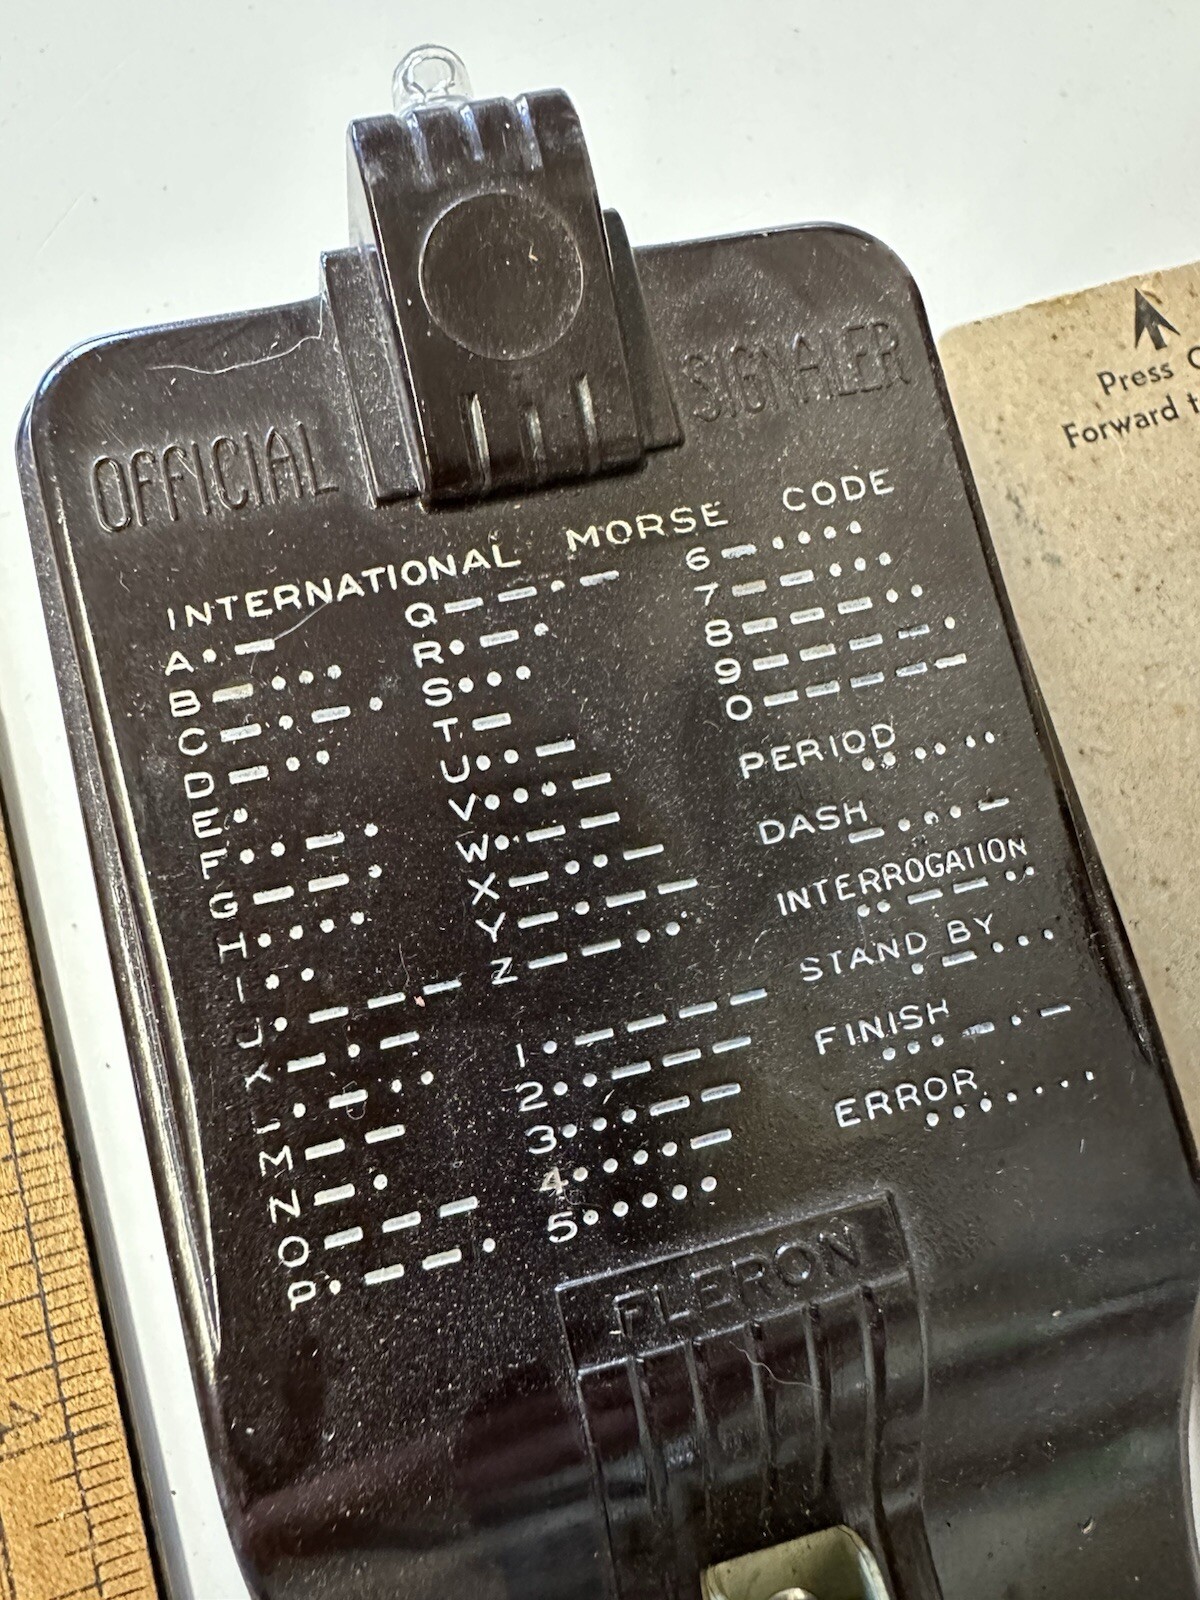 OFFICIAL SIGNALER
INTERNATIONAL MORSE CODE
A · —
B — · · ·
C — · — ·
D — · ·
E ·
F · · — ·
G — — ·
H · · · ·
I · ·
J · — — —
K — · —
L · — · ·
M — —
N — ·
O — — —
P · — — ·
Q — — · —
R · — ·
S · · ·
T —
U · · —
V · · · —
W · — —
X — · · —
Y — · — —
Z — — · ·
1 · — — — —
2 · · — — —
3 · · · — —
4 · · · · —
5 · · · · ·
6 — · · · ·
7 — — · · ·
8 — — — · ·
9 — — — — ·
0 — — — — —
PERIOD
·· ·· ··
DASH
— · · · —
INTERROGATION
· · — — · ·
STAND BY
· — · · ·
FINISH
· · · — · —
ERROR
· · · · · · ·
FLERON
Press
Forward